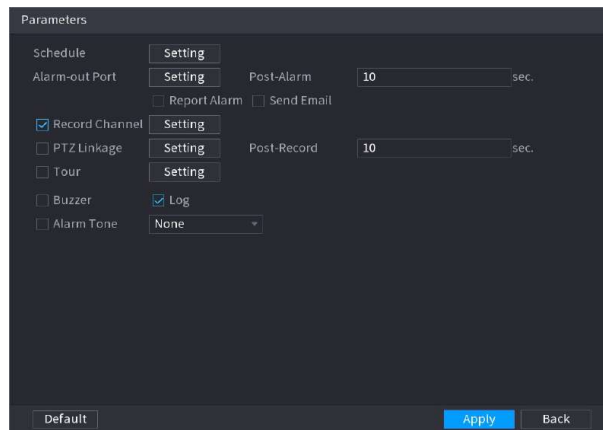 Parameters
Schedule Setting
Alarm-out Port Setting Post-Alarm 10 sec.
Report Alarm Send Email
Record Channel Setting
PTZ Linkage Setting Post-Record 10 sec.
Tour Setting
Buzzer Log
Alarm Tone None
Default Apply Back